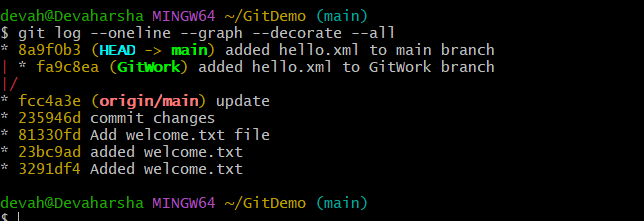 devah@Devaharsha MINGW64 ~/GitDemo (main)
$ git log --oneline --graph --decorate --all
* 8a9f0b3 (HEAD -> main) added hello.xml to main branch
| * fa9c8ea (GitWork) added hello.xml to GitWork branch
|/
* fcc4a3e (origin/main) update
* 235946d commit changes
* 81330fd Add welcome.txt file
* 23bc9ad added welcome.txt
* 3291df4 Added welcome.txt
devah@Devaharsha MINGW64 ~/GitDemo (main)
$